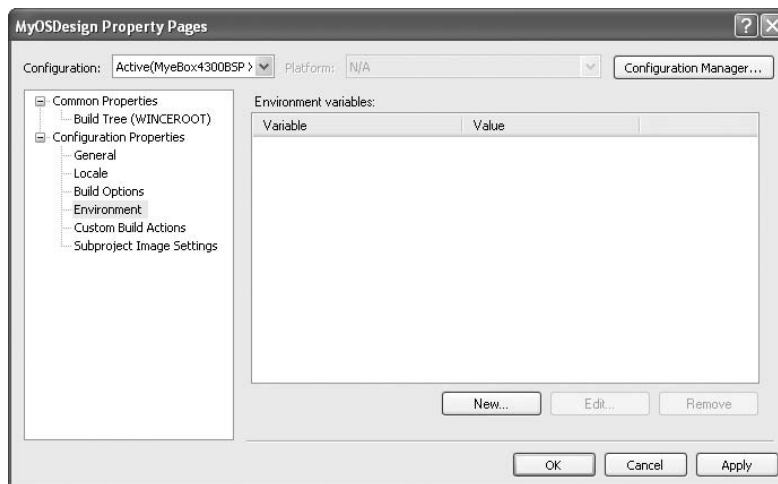 MyOSDesign Property Pages
Configuration: Active(MyeBox4300BSP > Platform: N/A Configuration Manager...
Common Properties
Build Tree (WINCEROOT)
Configuration Properties
General
Locale
Build Options
Environment
Custom Build Actions
Subproject Image Settings
Environment variables:
Variable Value
New... Edit... Remove
OK Cancel Apply